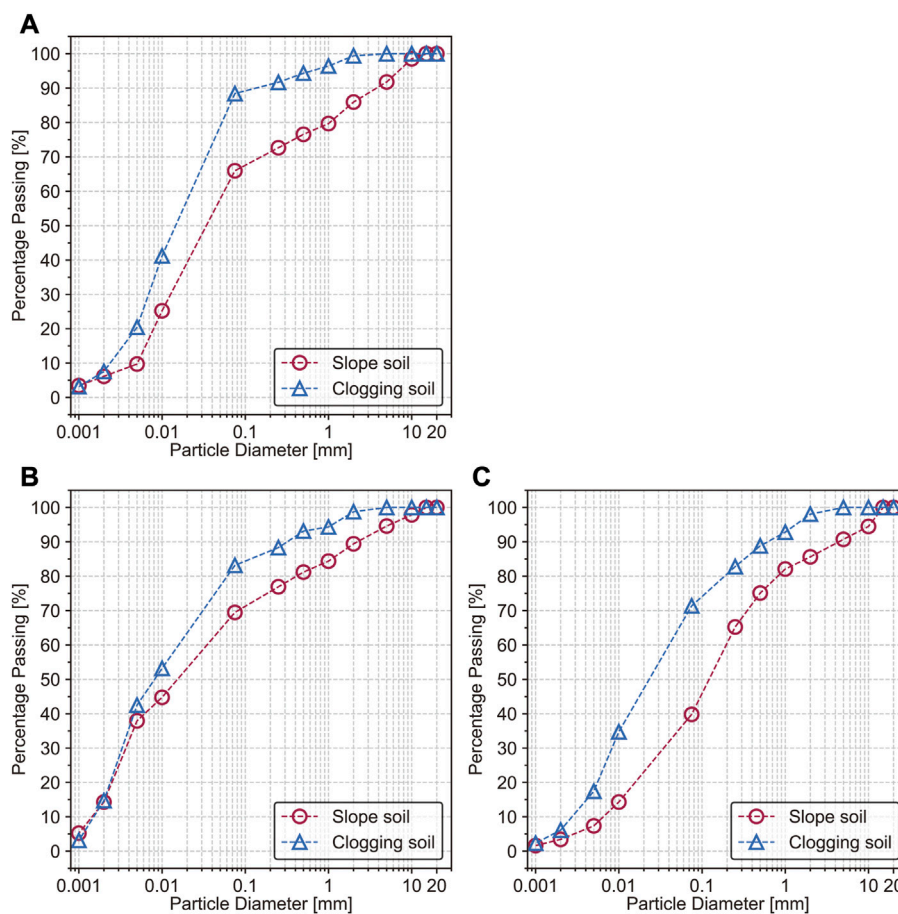 A
100
90
80
70
60
50
40
30
20
10
0
Percentage Passing [%]
Slope soil
Clogging soil
0.001 0.01 0.1 1 10 20
Particle Diameter [mm]
B
100
90
80
70
60
50
40
30
20
10
0
Percentage Passing [%]
Slope soil
Clogging soil
0.001 0.01 0.1 1 10 20
Particle Diameter [mm]
C
100
90
80
70
60
50
40
30
20
10
0
Percentage Passing [%]
Slope soil
Clogging soil
0.001 0.01 0.1 1 10 20
Particle Diameter [mm]